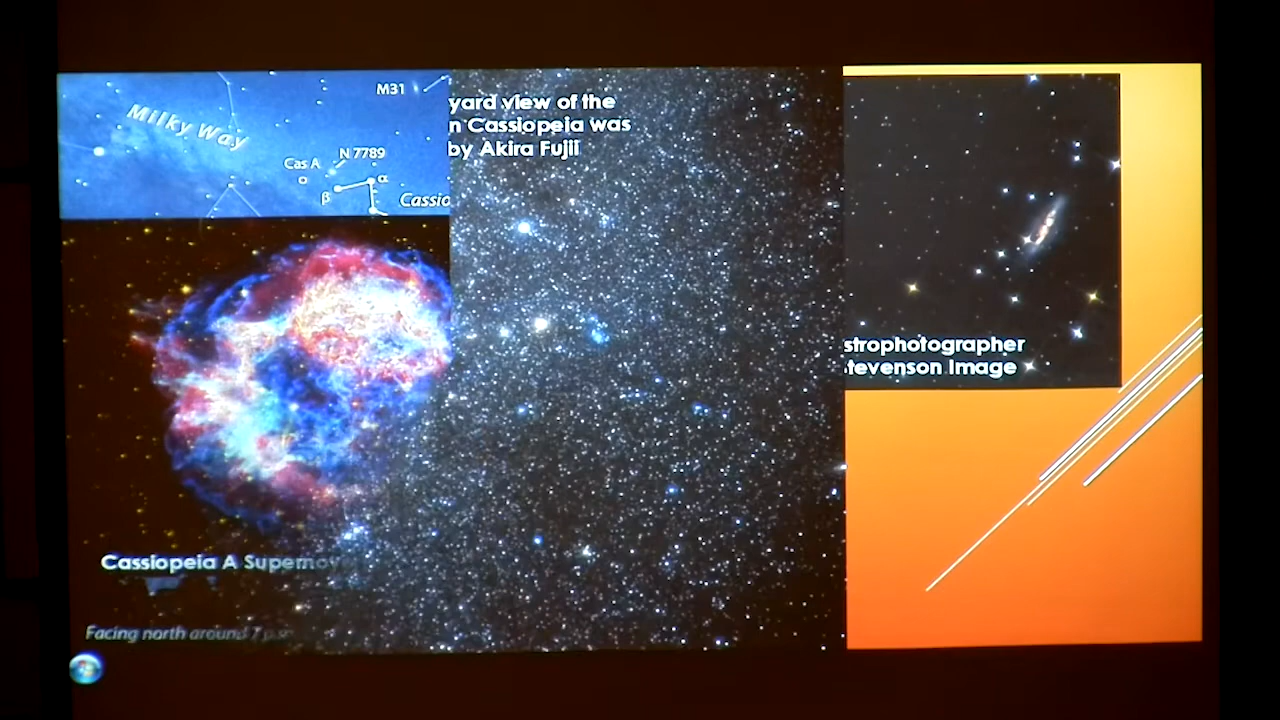 M31
Milky Way
N 7789
Cas A
α
β
Cassio
yard view of the
n Cassiopeia was
by Akira Fujii
strophotographer
tevenson Image
Cassiopeia A Supernov
Facing north around 7 p.m